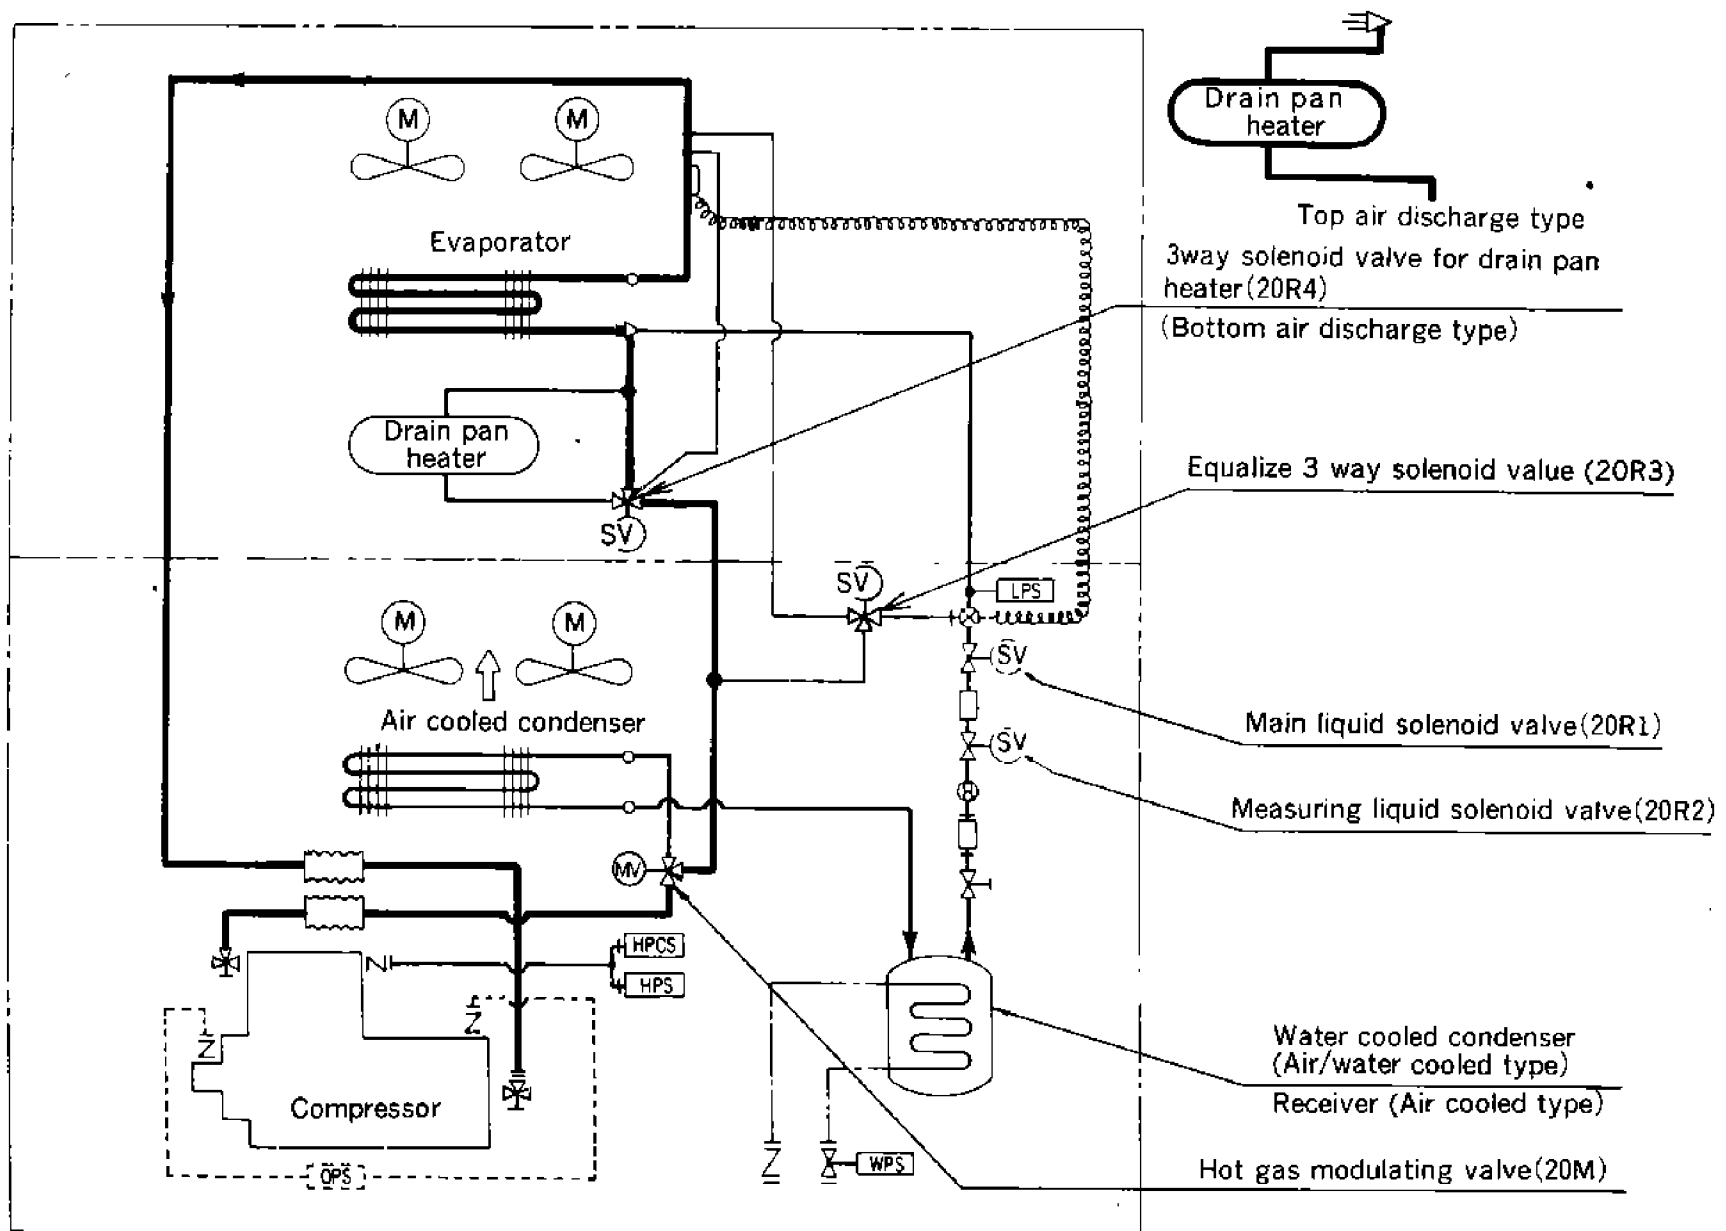 M
M
Drain pan
heater
Top air discharge type
Evaporator
3way solenoid valve for drain pan
heater(20R4)
(Bottom air discharge type)
Drain pan
heater
SV
Equalize 3 way solenoid value (20R3)
SV
LPS
M
M
SV
Air cooled condenser
Main liquid solenoid valve(20R1)
SV
Measuring liquid solenoid valve(20R2)
MV
HPCS
HPS
Z
Z
Z
Water cooled condenser
(Air/water cooled type)
Receiver (Air cooled type)
Compressor
OPS
Z
WPS
Hot gas modulating valve(20M)